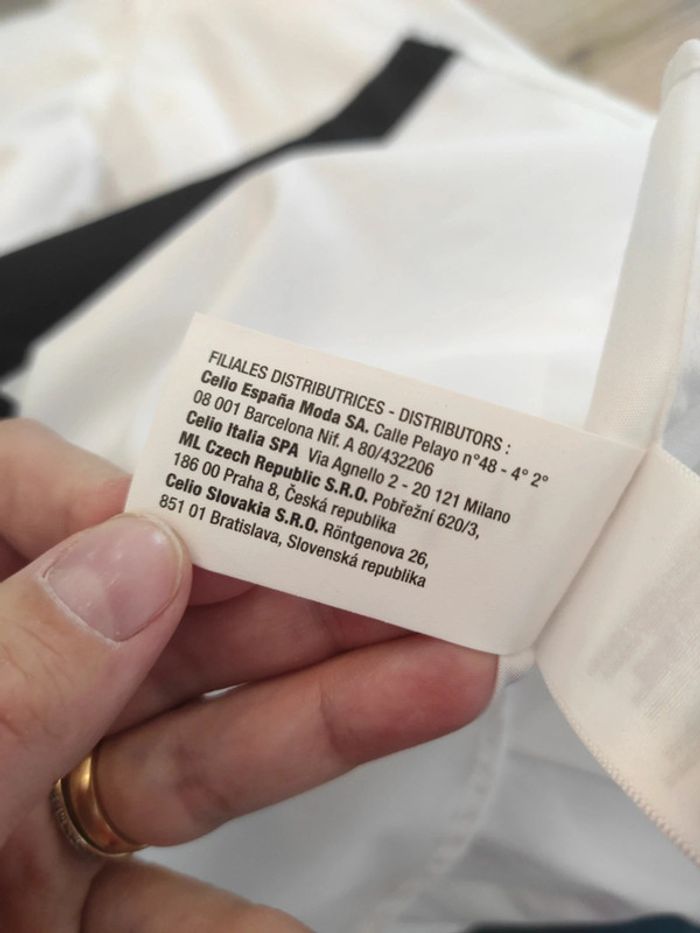 FILIALES DISTRIBUTRICES - DISTRIBUTORS :
Celio España Moda SA. Calle Pelayo n°48 - 4° 2°
08 001 Barcelona Nif. A 80/432206
Celio Italia SPA Via Agnello 2 - 20 121 Milano
ML Czech Republic S.R.O. Pobřežní 620/3,
186 00 Praha 8, Česká republika
Celio Slovakia S.R.O. Röntgenova 26,
851 01 Bratislava, Slovenská republika